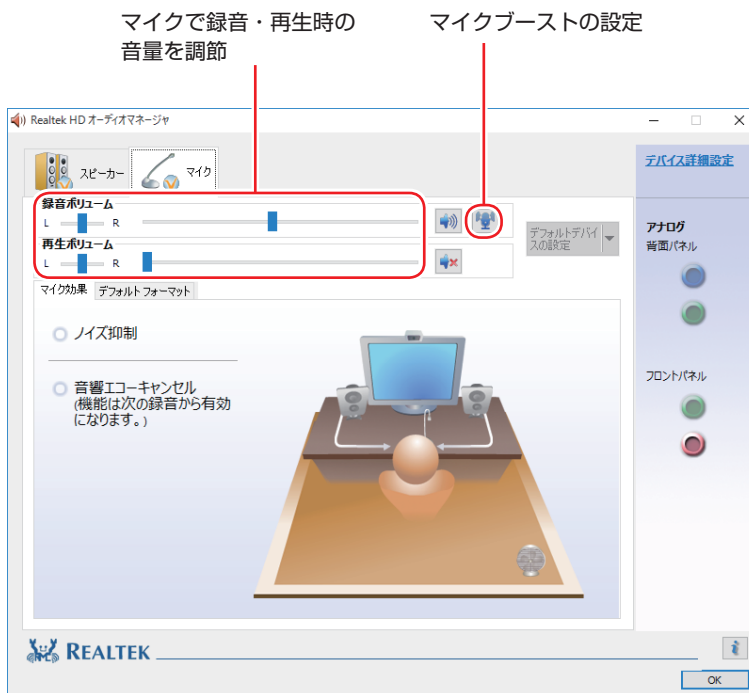 マイクで録音・再生時の
音量を調節
マイクブーストの設定
Realtek HD オーディオマネージャ
スピーカー
マイク
デバイス詳細設定
録音ボリューム
L R
デフォルトデバイ
スの設定
再生ボリューム
L R
アナログ
背面パネル
マイク効果 デフォルト フォーマット
ノイズ抑制
音響エコーキャンセル
(機能は次の録音から有効
になります。)
フロントパネル
REALTEK
i
OK